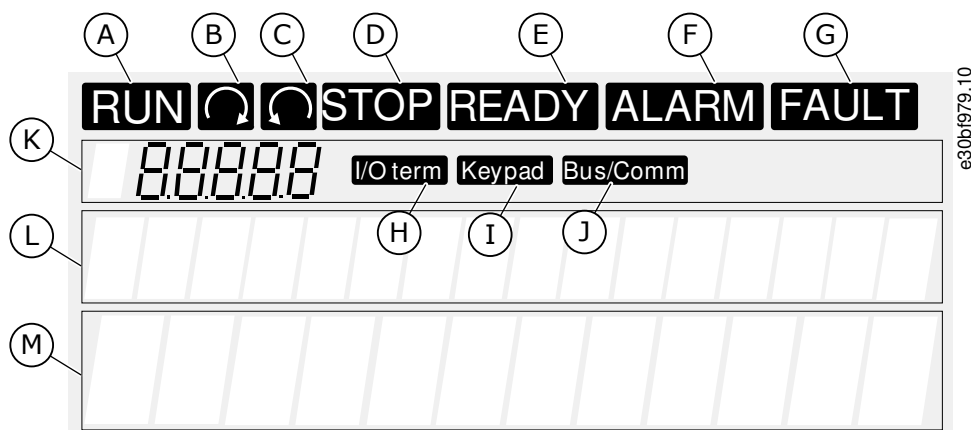 A B C D E F G
RUN STOP READY ALARM FAULT
K 8.8.8.8.8 I/O term Keypad Bus/Comm
H I J
L
M
e30bf979.10